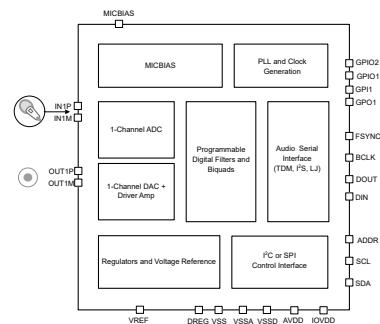 MICBIAS
MICBIAS
PLL and Clock
Generation
GPIO2
GPIO1
GPI1
GPO1
IN1P
IN1M
1-Channel ADC
Programmable
Digital Filters and
Biquads
Audio Serial
Interface
(TDM, I²S, LJ)
FSYNC
BCLK
DOUT
DIN
OUT1P
OUT1M
1-Channel DAC +
Driver Amp
Regulators and Voltage Reference
I²C or SPI
Control Interface
ADDR
SCL
SDA
VREF
DREG
VSS
VSSA
VSSD
AVDD
IOVDD